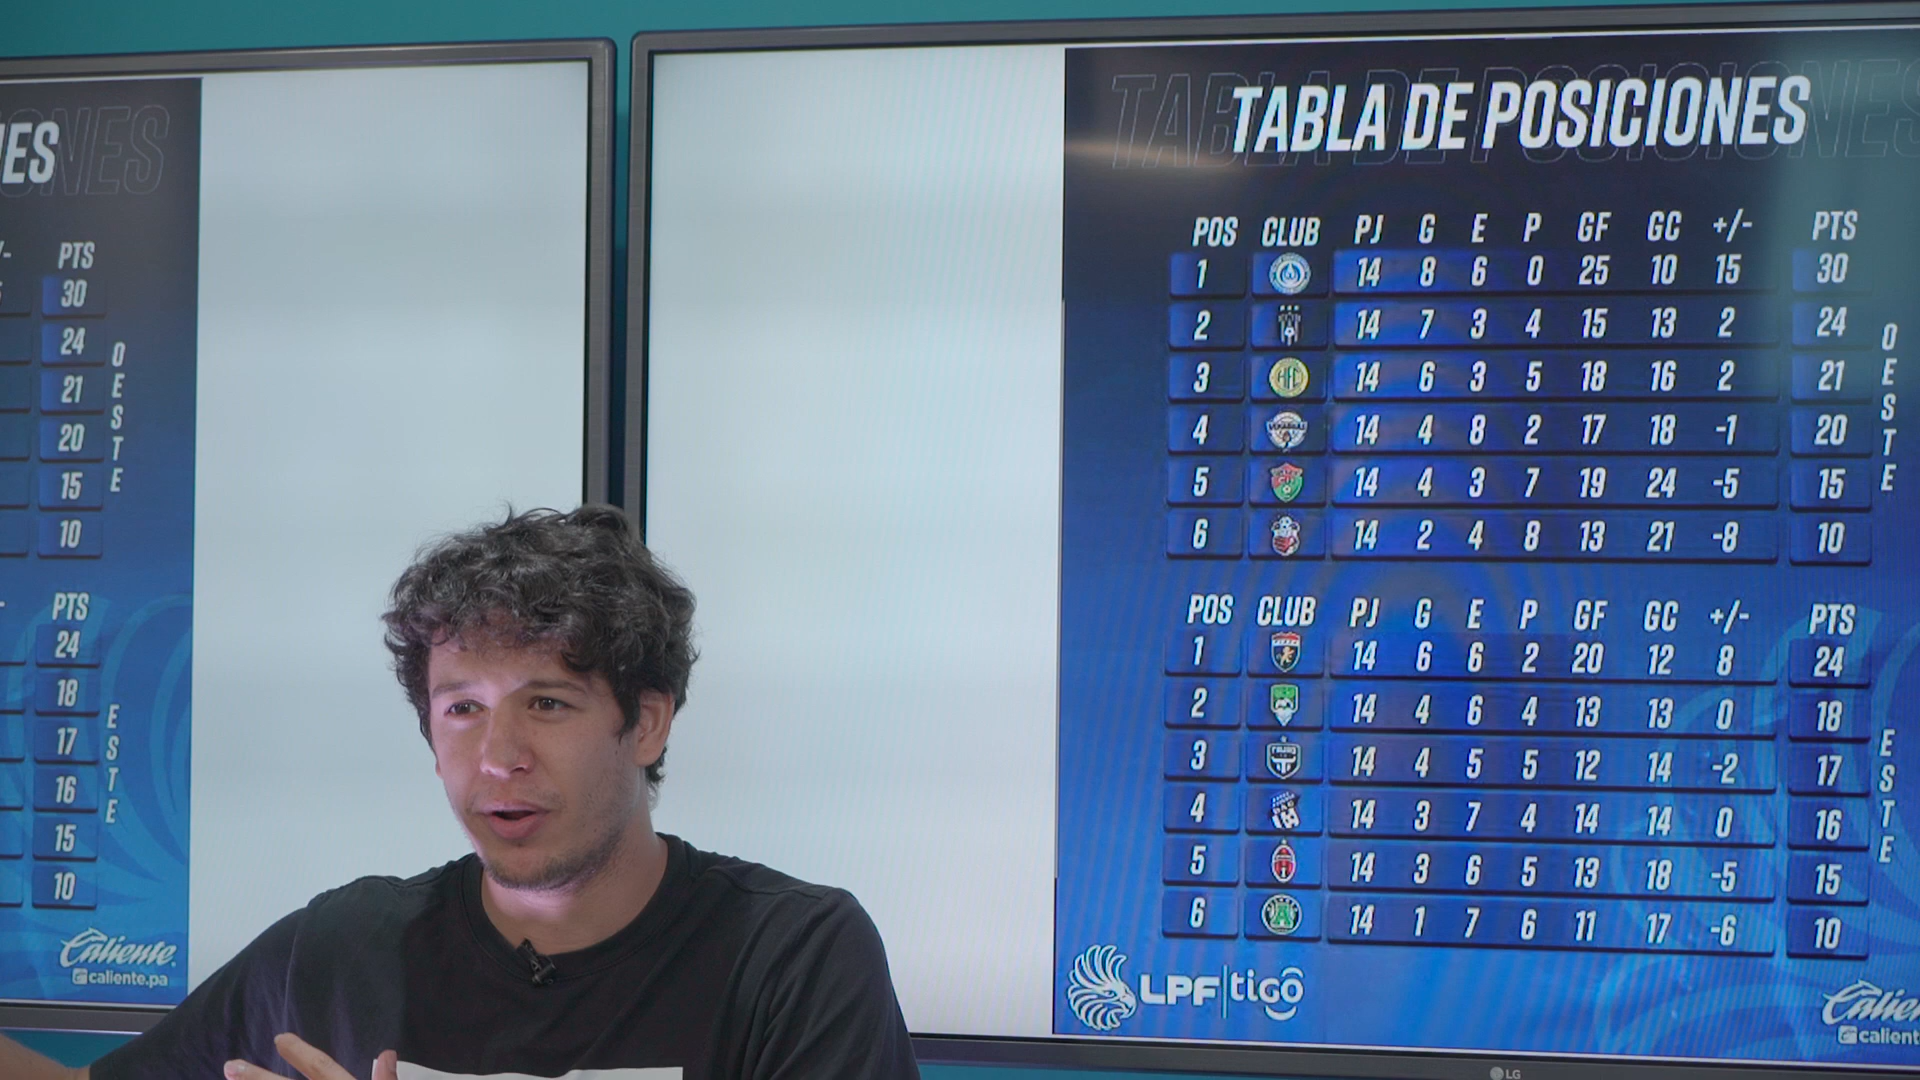 ES
PTS
30
24
21
20
15
10
OESTE
PTS
24
18
17
16
15
10
ESTE
Caliente
caliente.pa
TABLA DE POSICIONES
POS CLUB PJ G E P GF GC +/- PTS
1 14 8 6 0 25 10 15 30
2 14 7 3 4 15 13 2 24
3 14 6 3 5 18 16 2 21
4 14 4 8 2 17 18 -1 20
5 14 4 3 7 19 24 -5 15
6 14 2 4 8 13 21 -8 10
OESTE
POS CLUB PJ G E P GF GC +/- PTS
1 14 6 6 2 20 12 8 24
2 14 4 6 4 13 13 0 18
3 14 4 5 5 12 14 -2 17
4 14 3 7 4 14 14 0 16
5 14 3 6 5 13 18 -5 15
6 14 1 7 6 11 17 -6 10
ESTE
LPF tigo
Calien
calient
LG